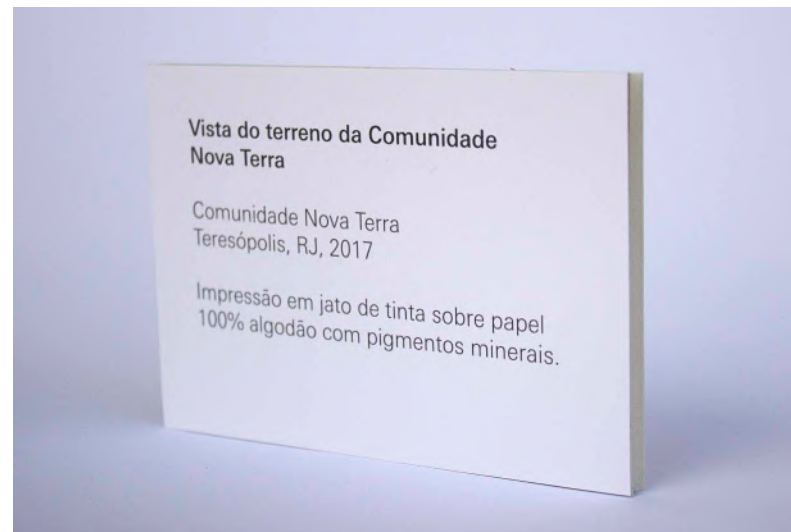 Vista do terreno da Comunidade
Nova Terra
Comunidade Nova Terra
Teresópolis, RJ, 2017
Impressão em jato de tinta sobre papel
100% algodão com pigmentos minerais.